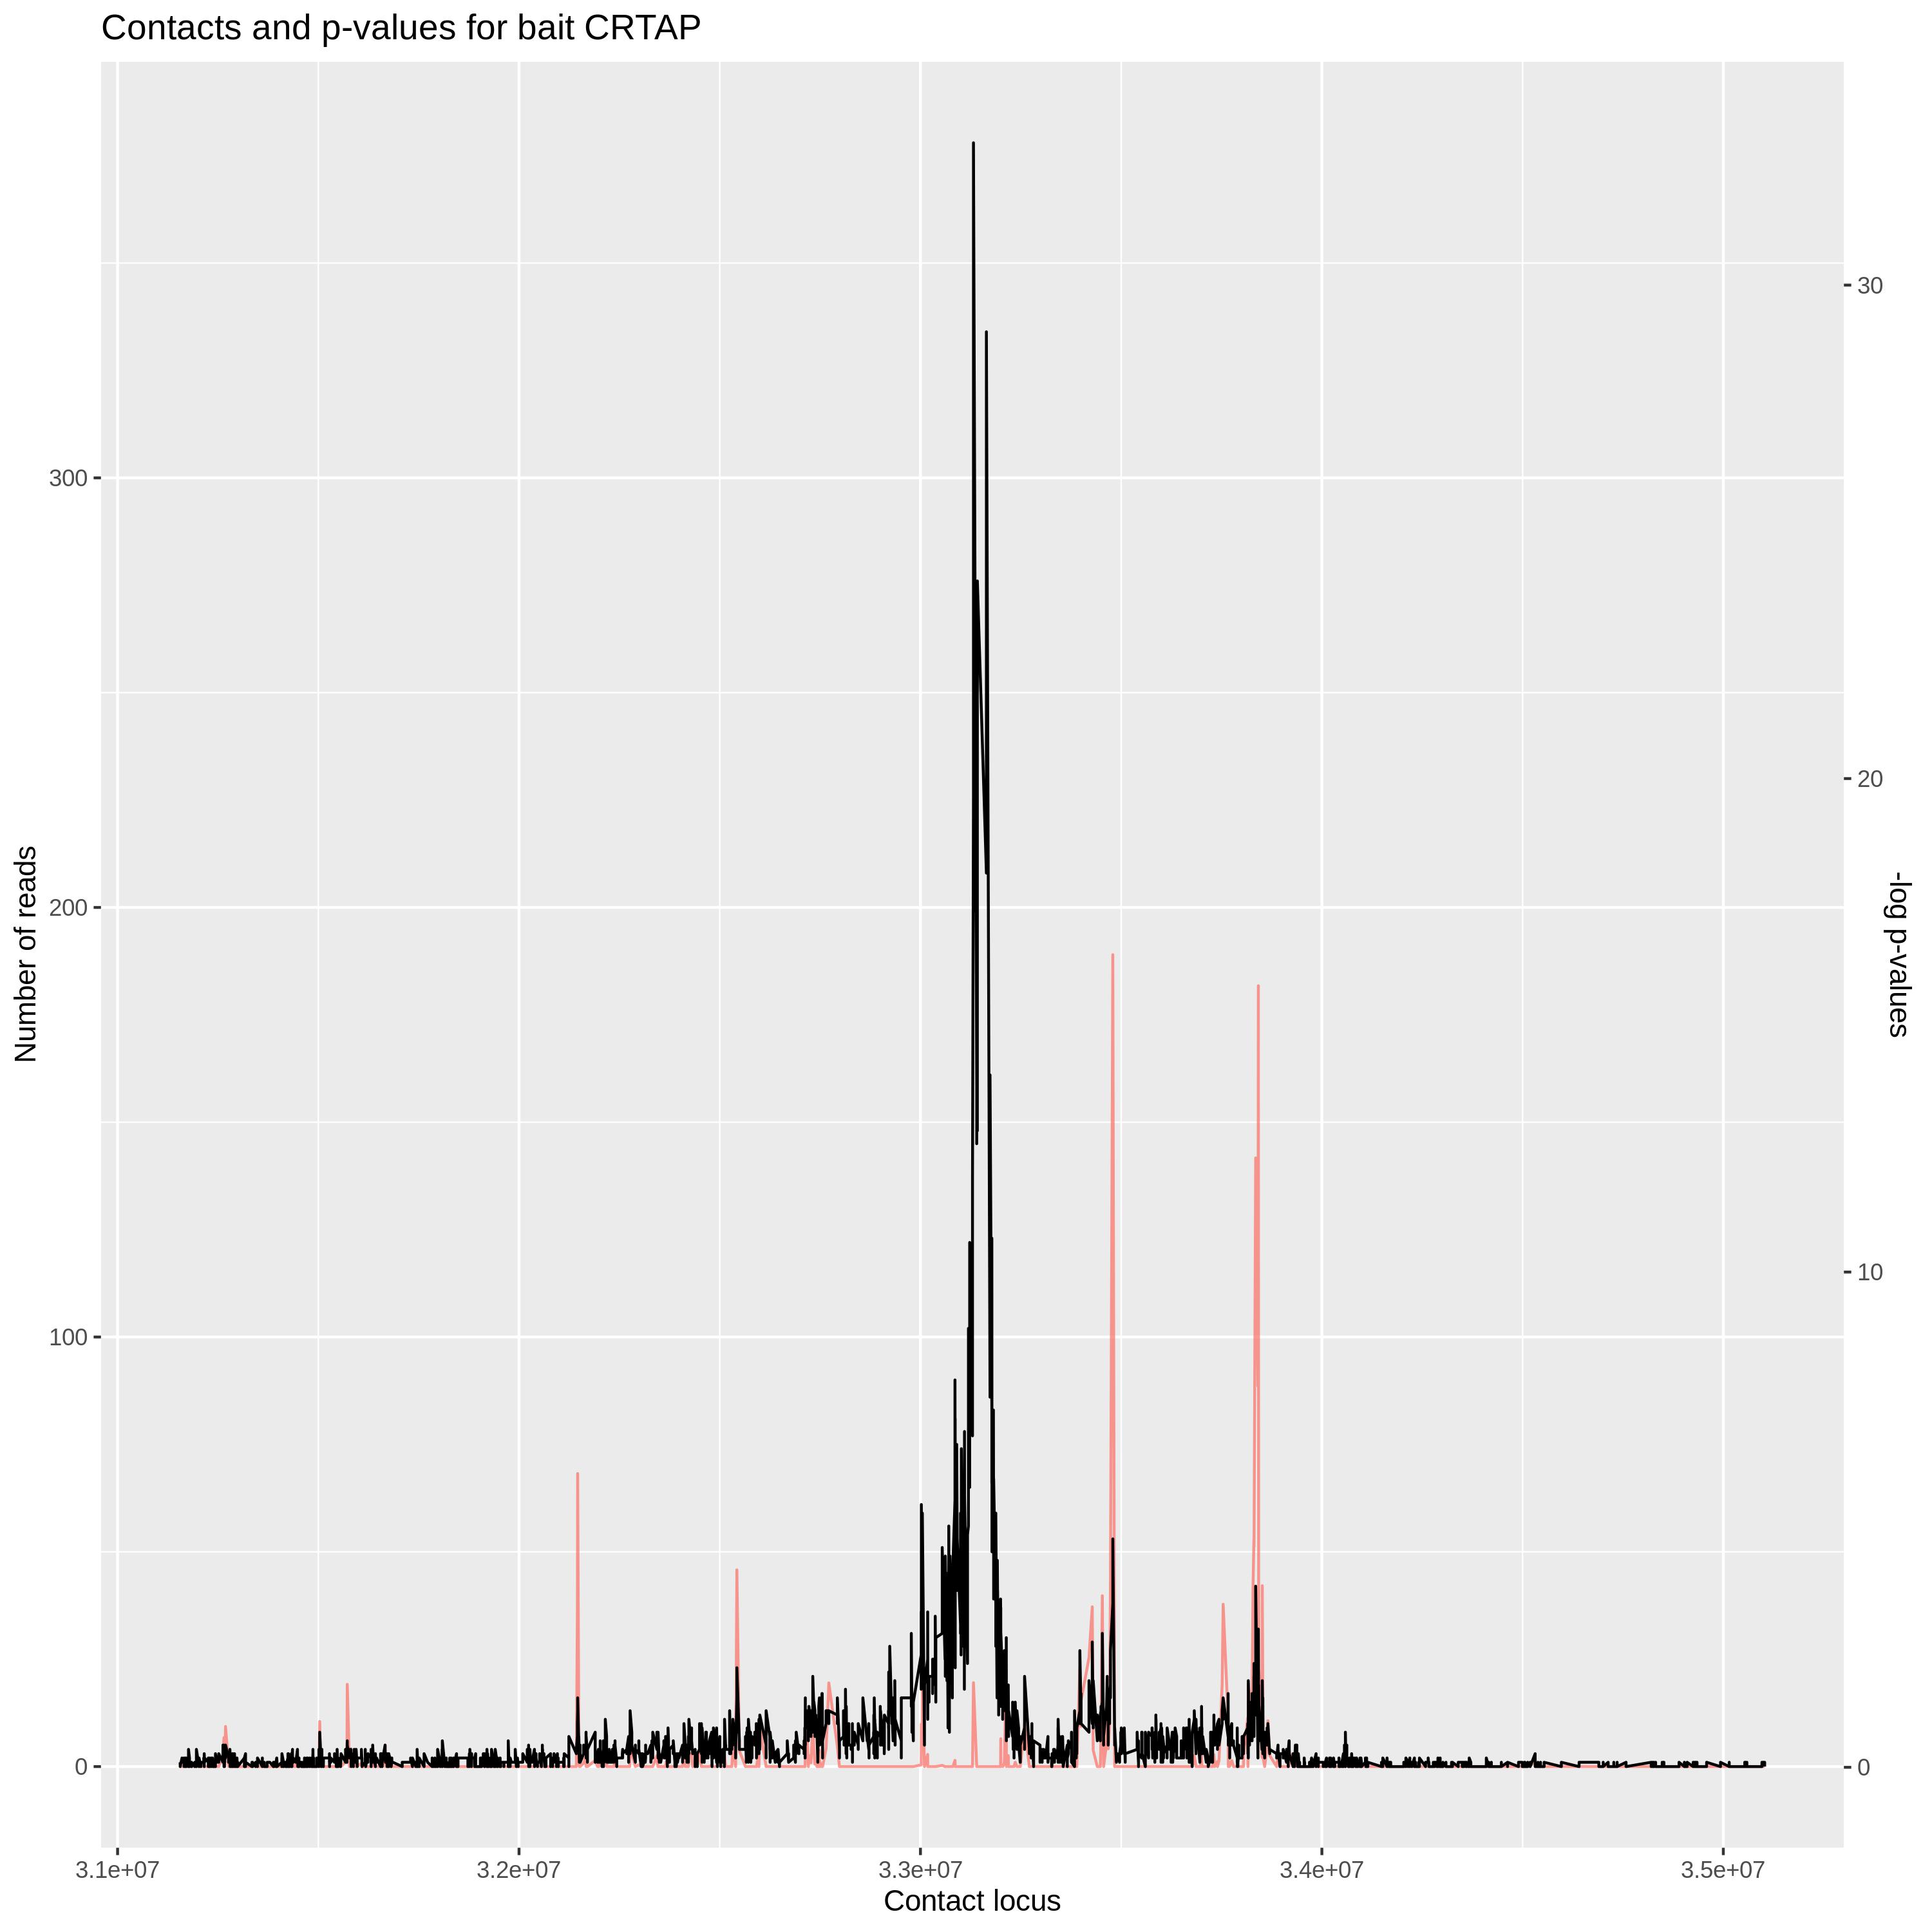 Contacts and p-values for bait CRTAP
300
200
100
0
Number of reads
30
20
10
0
-log p-values
3.1e+07
3.2e+07
3.3e+07
3.4e+07
3.5e+07
Contact locus